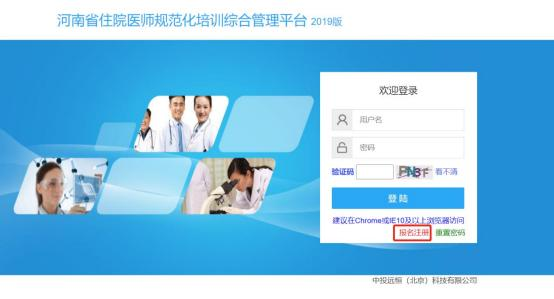 河南省住院医师规范化培训综合管理平台 2019版
欢迎登录
用户名
密码
验证码 看不清
登 陆
建议在Chrome或IE10及以上浏览器访问
报名注册 重置密码
中投远恒（北京）科技有限公司